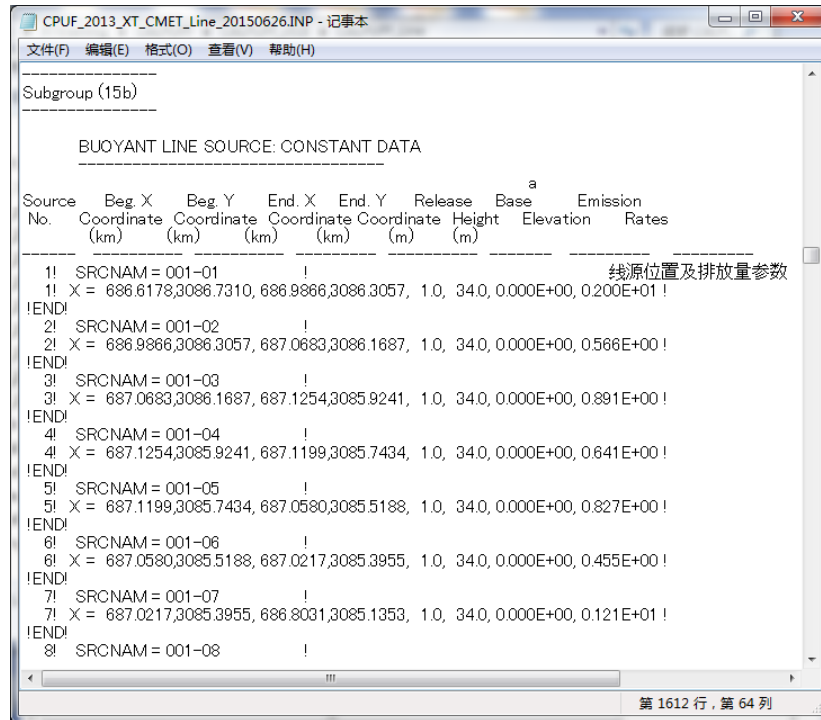 CPUF_2013_XT_CMET_Line_20150626.INP - 记事本
文件(F) 编辑(E) 格式(O) 查看(V) 帮助(H)
---------------
Subgroup (15b)
---------------
BUOYANT LINE SOURCE: CONSTANT DATA
----------------------------------
a
Source Beg. X Beg. Y End. X End. Y Release Base Emission
No. Coordinate Coordinate Coordinate Coordinate Height Elevation Rates
(km) (km) (km) (km) (m) (m)
------ ---------- ---------- --------- ---------- ------- --------- ---------
1! SRCNAM = 001-01 ! 线源位置及排放量参数
1! X = 686.6178,3086.7310, 686.9866,3086.3057, 1.0, 34.0, 0.000E+00, 0.200E+01 !
!END!
2! SRCNAM = 001-02 !
2! X = 686.9866,3086.3057, 687.0683,3086.1687, 1.0, 34.0, 0.000E+00, 0.566E+00 !
!END!
3! SRCNAM = 001-03 !
3! X = 687.0683,3086.1687, 687.1254,3085.9241, 1.0, 34.0, 0.000E+00, 0.891E+00 !
!END!
4! SRCNAM = 001-04 !
4! X = 687.1254,3085.9241, 687.1199,3085.7434, 1.0, 34.0, 0.000E+00, 0.641E+00 !
!END!
5! SRCNAM = 001-05 !
5! X = 687.1199,3085.7434, 687.0580,3085.5188, 1.0, 34.0, 0.000E+00, 0.827E+00 !
!END!
6! SRCNAM = 001-06 !
6! X = 687.0580,3085.5188, 687.0217,3085.3955, 1.0, 34.0, 0.000E+00, 0.455E+00 !
!END!
7! SRCNAM = 001-07 !
7! X = 687.0217,3085.3955, 686.8031,3085.1353, 1.0, 34.0, 0.000E+00, 0.121E+01 !
!END!
8! SRCNAM = 001-08 !
第 1612 行，第 64 列